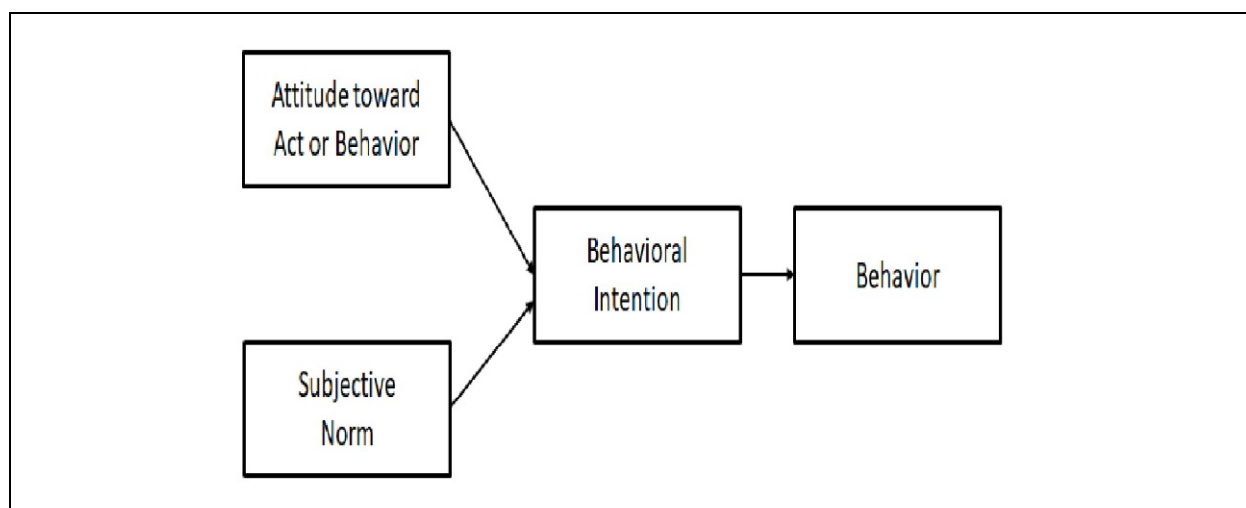 Attitude toward
Act or Behavior
Behavioral
Intention
Behavior
Subjective
Norm